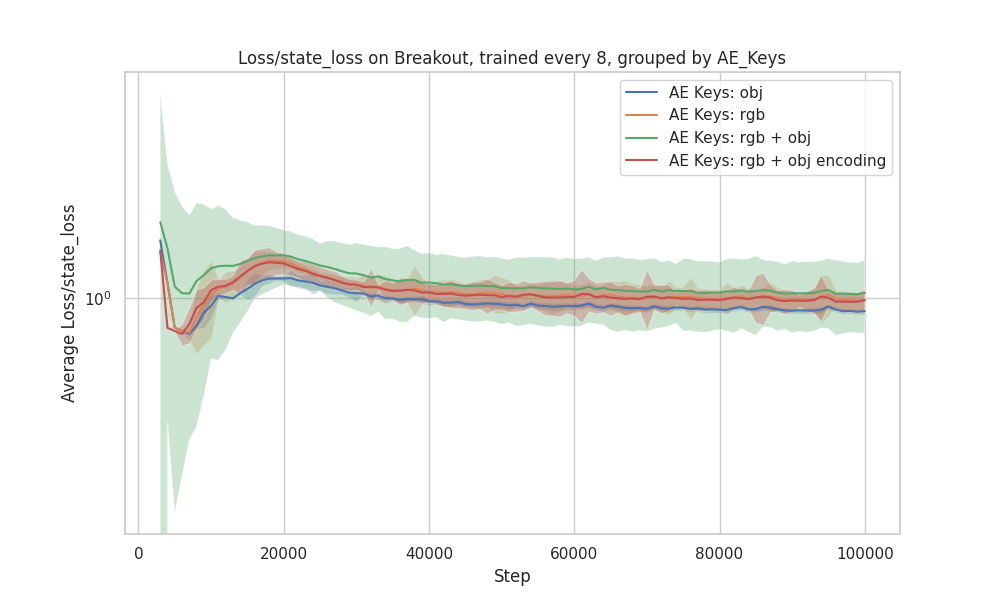 Loss/state_loss on Breakout, trained every 8, grouped by AE_Keys
AE Keys: obj
AE Keys: rgb
AE Keys: rgb + obj
AE Keys: rgb + obj encoding
Average Loss/state_loss
10⁰
0 20000 40000 60000 80000 100000
Step